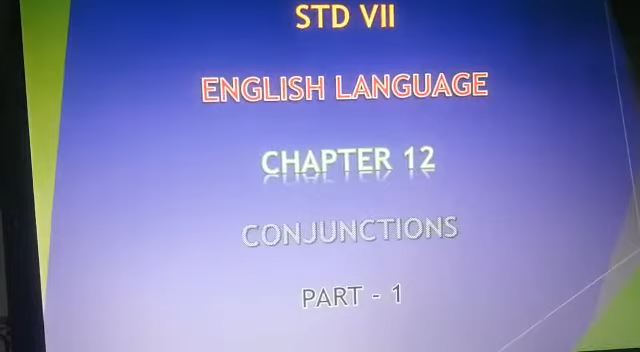 STD VII
ENGLISH LANGUAGE
CHAPTER 12
CONJUNCTIONS
PART - 1